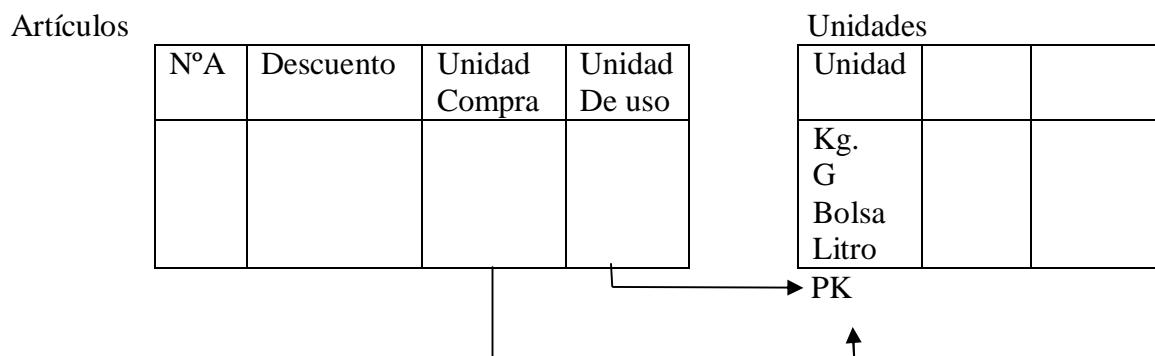 Artículos Unidades
NºA Descuento Unidad Unidad Unidad
Compra De uso
Kg.
G
Bolsa
Litro
PK